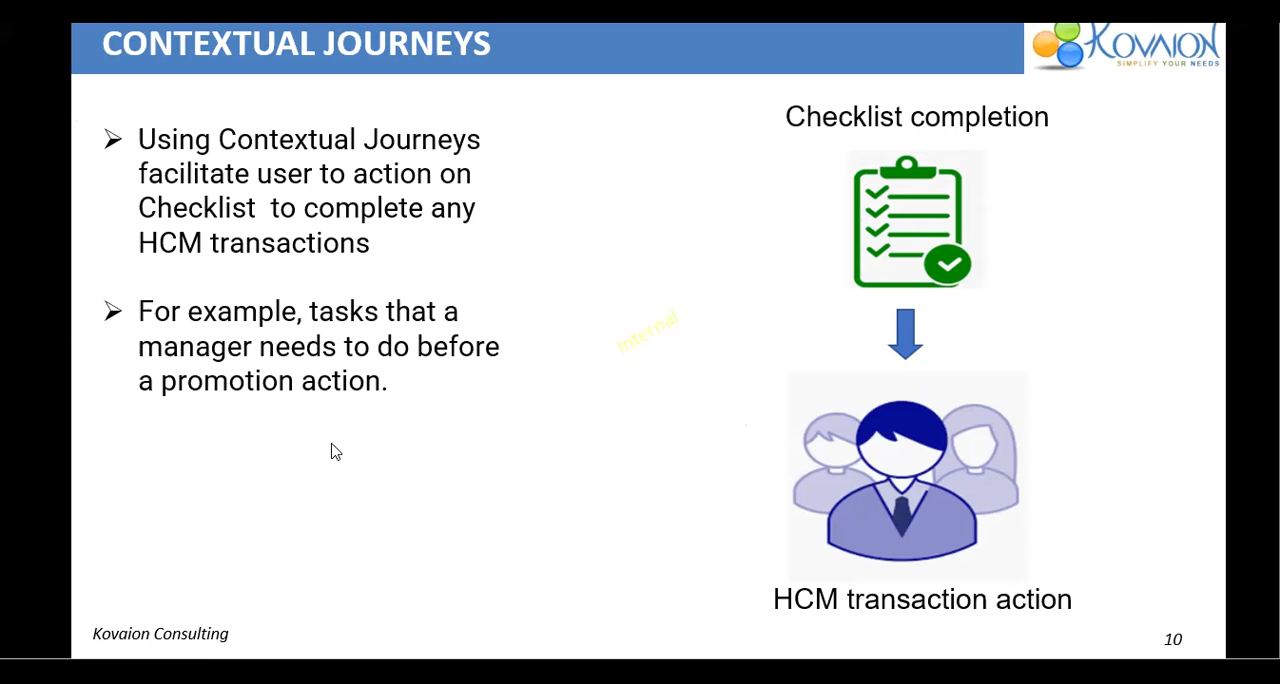 CONTEXTUAL JOURNEYS
KOVAION
SIMPLIFY YOUR NEEDS
Using Contextual Journeys
facilitate user to action on
Checklist to complete any
HCM transactions
For example, tasks that a
manager needs to do before
a promotion action.
Checklist completion
Internal
HCM transaction action
Kovaion Consulting
10